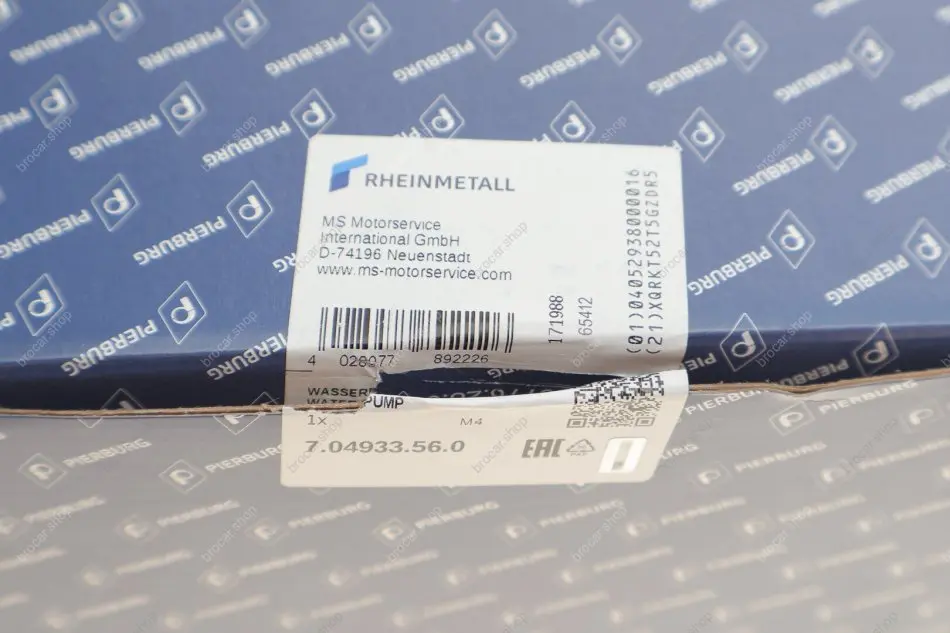 PIERBURG
RHEINMETALL
MS Motorservice
International GmbH
D-74196 Neuenstadt
www.ms-motorservice.com
4 028977 892226
171988
65412
(01)04052938000016
(21)XQRKT52T5GZDR5
PUMP
1x M4
7.04933.56.0
EAC
brocar.shop